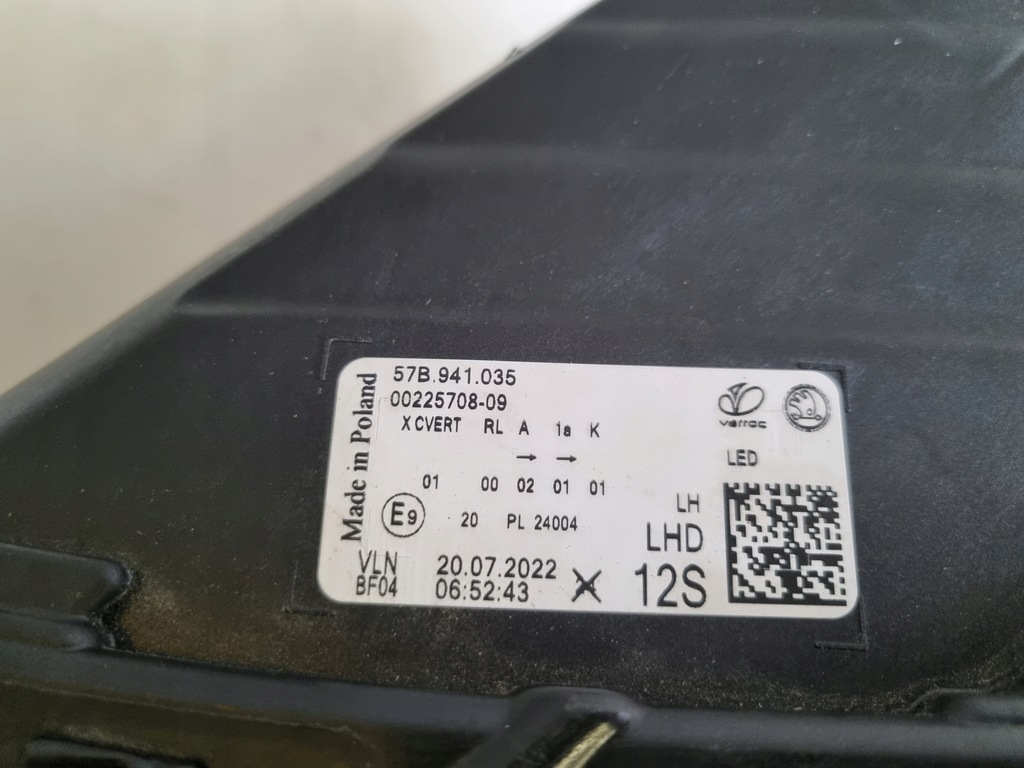 Made in Poland
57B.941.035
00225708-09
X CVERT RL A 1a K
→ →
01 00 02 01 01
E9 20 PL 24004
VLN 20.07.2022
BF04 06:52:43
varroc
LED
LH
LHD
12S